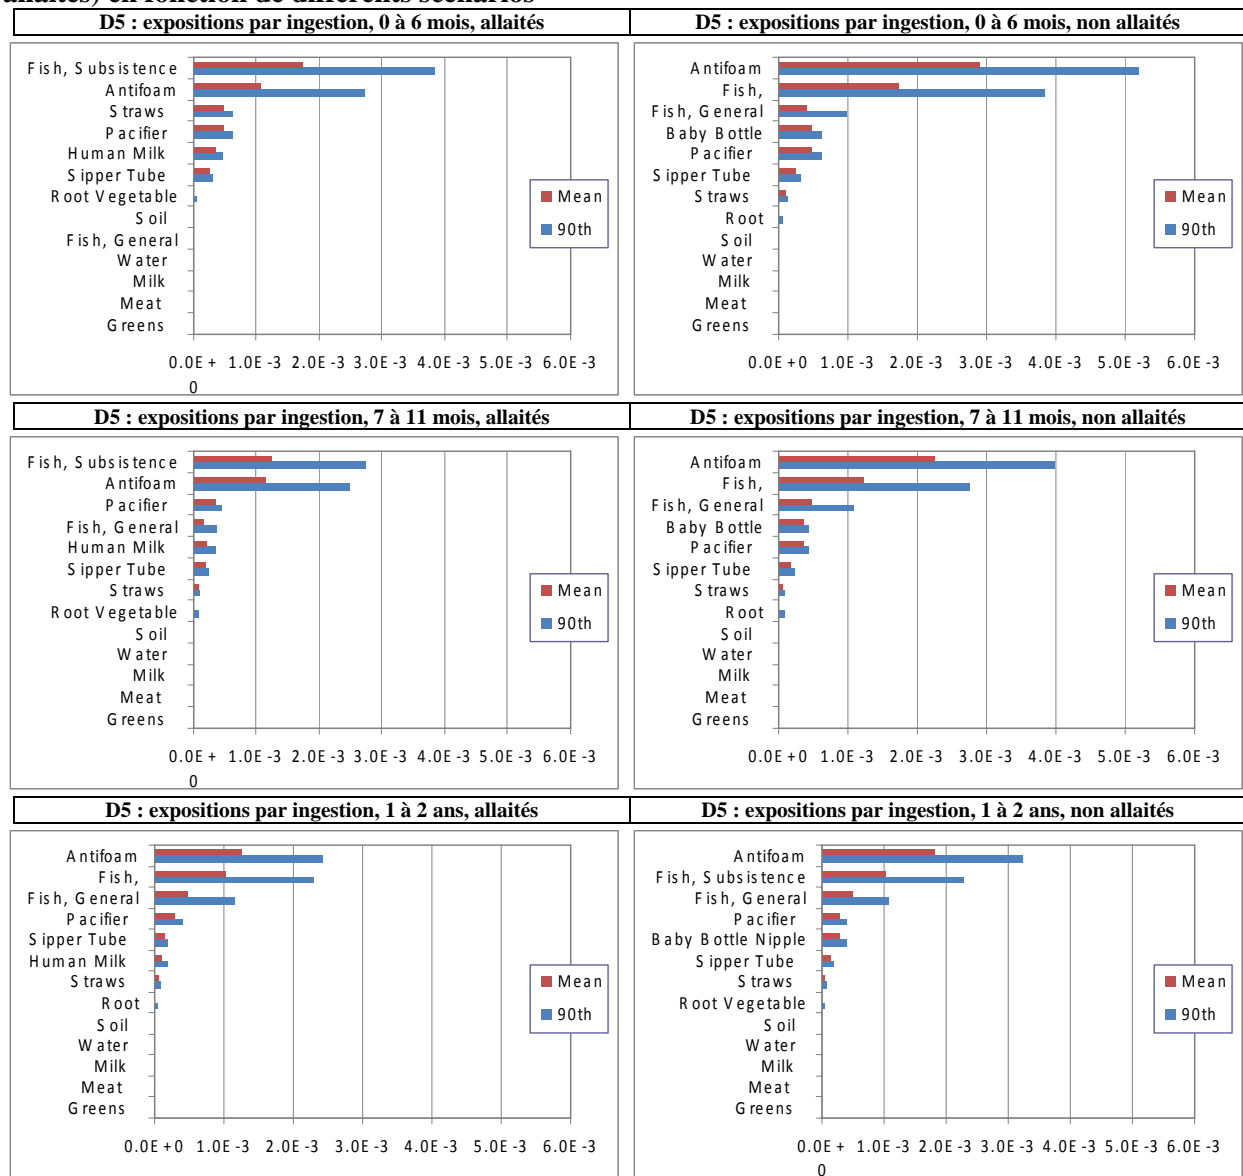 allaités) en fonction de différents scénarios
D5 : expositions par ingestion, 0 à 6 mois, allaités
D5 : expositions par ingestion, 0 à 6 mois, non allaités
Fish, Subsistence
Antifoam
Straws
Pacifier
Human Milk
Sipper Tube
Root Vegetable
Soil
Fish, General
Water
Milk
Meat
Greens
Mean
90th
0.0E+0 1.0E-3 2.0E-3 3.0E-3 4.0E-3 5.0E-3 6.0E-3
Antifoam
Fish,
Fish, General
Baby Bottle
Pacifier
Sipper Tube
Straws
Root
Soil
Water
Milk
Meat
Greens
Mean
90th
0.0E+0 1.0E-3 2.0E-3 3.0E-3 4.0E-3 5.0E-3 6.0E-3
D5 : expositions par ingestion, 7 à 11 mois, allaités
D5 : expositions par ingestion, 7 à 11 mois, non allaités
Fish, Subsistence
Antifoam
Pacifier
Fish, General
Human Milk
Sipper Tube
Straws
Root Vegetable
Soil
Water
Milk
Meat
Greens
Mean
90th
0.0E+0 1.0E-3 2.0E-3 3.0E-3 4.0E-3 5.0E-3 6.0E-3
Antifoam
Fish,
Fish, General
Baby Bottle
Pacifier
Sipper Tube
Straws
Root
Soil
Water
Milk
Meat
Greens
Mean
90th
0.0E+0 1.0E-3 2.0E-3 3.0E-3 4.0E-3 5.0E-3 6.0E-3
D5 : expositions par ingestion, 1 à 2 ans, allaités
D5 : expositions par ingestion, 1 à 2 ans, non allaités
Antifoam
Fish,
Fish, General
Pacifier
Sipper Tube
Human Milk
Straws
Root
Soil
Water
Milk
Meat
Greens
Mean
90th
0.0E+0 1.0E-3 2.0E-3 3.0E-3 4.0E-3 5.0E-3 6.0E-3
Antifoam
Fish, Subsistence
Fish, General
Pacifier
Baby Bottle Nipple
Sipper Tube
Straws
Root Vegetable
Soil
Water
Milk
Meat
Greens
Mean
90th
0.0E+0 1.0E-3 2.0E-3 3.0E-3 4.0E-3 5.0E-3 6.0E-3